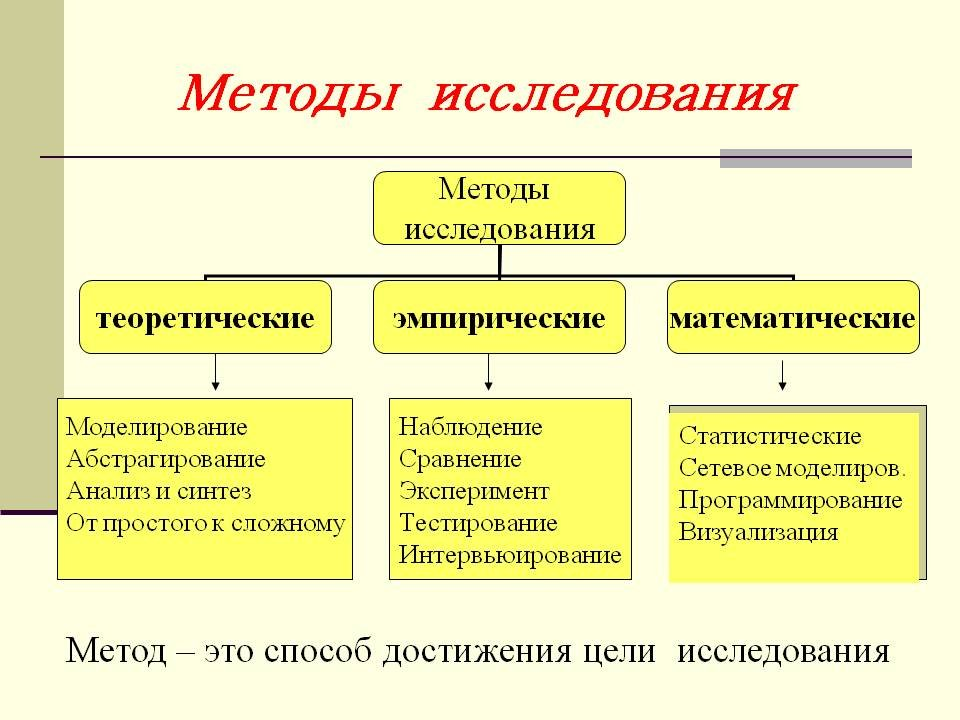 Методы исследования
Методы
исследования
теоретические
эмпирические
математические
Моделирование
Абстрагирование
Анализ и синтез
От простого к сложному
Наблюдение
Сравнение
Эксперимент
Тестирование
Интервьюирование
Статистические
Сетевое моделиров.
Программирование
Визуализация
Метод – это способ достижения цели исследования